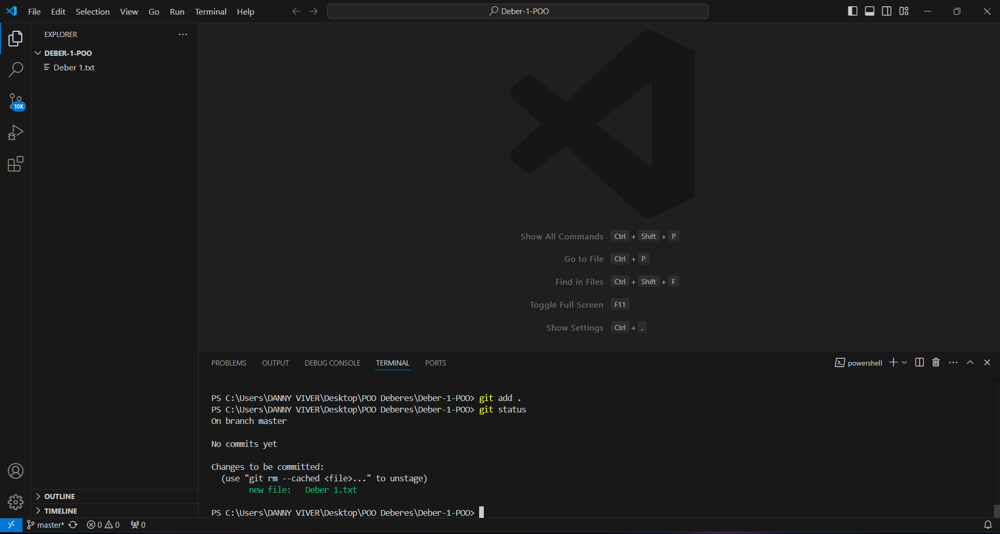 File Edit Selection View Go Run Terminal Help
Deber-1-POO
EXPLORER
DEBER-1-POO
Deber 1.txt
10K
Show All Commands Ctrl + Shift + P
Go to File Ctrl + P
Find in Files Ctrl + Shift + F
Toggle Full Screen F11
Show Settings Ctrl + ,
PROBLEMS OUTPUT DEBUG CONSOLE TERMINAL PORTS
powershell
PS C:\Users\DANNY VIVER\Desktop\POO Deberes\Deber-1-POO> git add .
PS C:\Users\DANNY VIVER\Desktop\POO Deberes\Deber-1-POO> git status
On branch master
No commits yet
Changes to be committed:
(use "git rm --cached <file>..." to unstage)
new file: Deber 1.txt
PS C:\Users\DANNY VIVER\Desktop\POO Deberes\Deber-1-POO>
OUTLINE
TIMELINE
master* 0 0 0